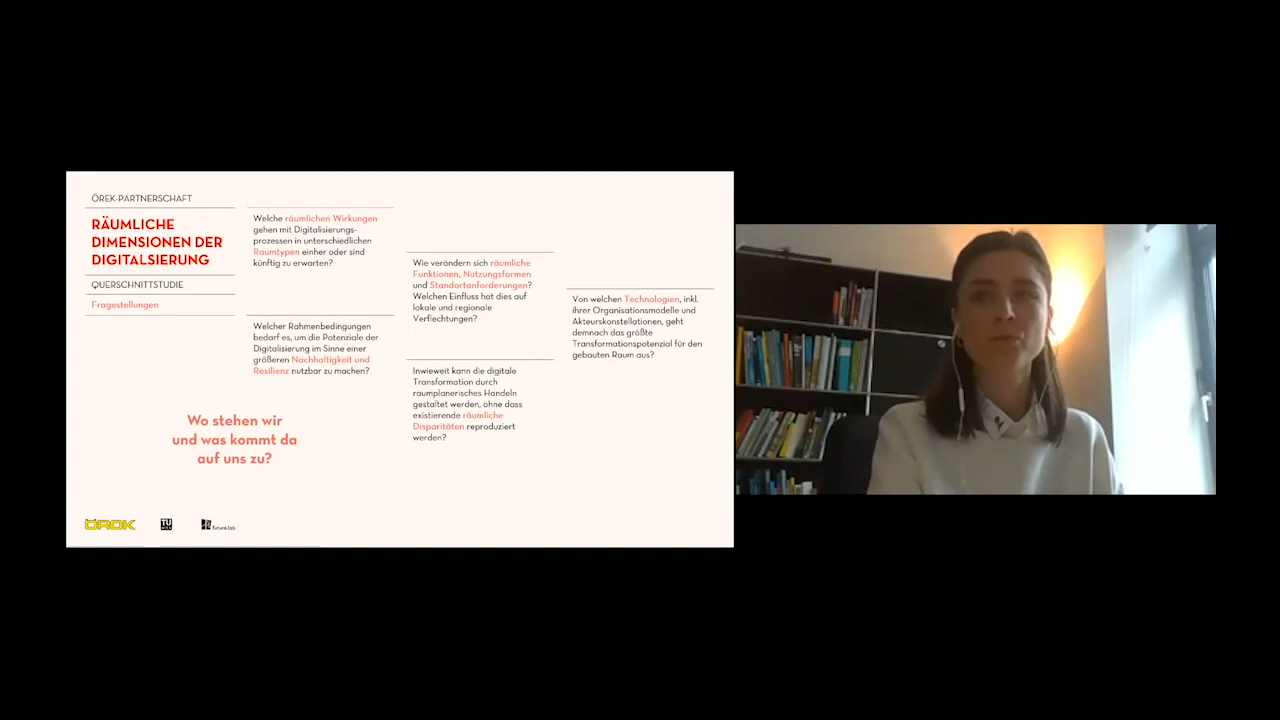 ÖREK-PARTNERSCHAFT
RÄUMLICHE
DIMENSIONEN DER
DIGITALSIERUNG
QUERSCHNITTSTUDIE
Fragestellungen
Welche räumlichen Wirkungen
gehen mit Digitalisierungs-
prozessen in unterschiedlichen
Raumtypen einher oder sind
künftig zu erwarten?
Welcher Rahmenbedingungen
bedarf es, um die Potenziale der
Digitalisierung im Sinne einer
größeren Nachhaltigkeit und
Resilienz nutzbar zu machen?
Wie verändern sich räumliche
Funktionen, Nutzungsformen
und Standortanforderungen?
Welchen Einfluss hat dies auf
lokale und regionale
Verflechtungen?
Inwieweit kann die digitale
Transformation durch
raumplanerisches Handeln
gestaltet werden, ohne dass
existierende räumliche
Disparitäten reproduziert
werden?
Von welchen Technologien, inkl.
ihrer Organisationsmodelle und
Akteurskonstellationen, geht
demnach das größte
Transformationspotenzial für den
gebauten Raum aus?
Wo stehen wir
und was kommt da
auf uns zu?
ÖROK
TU
future.lab